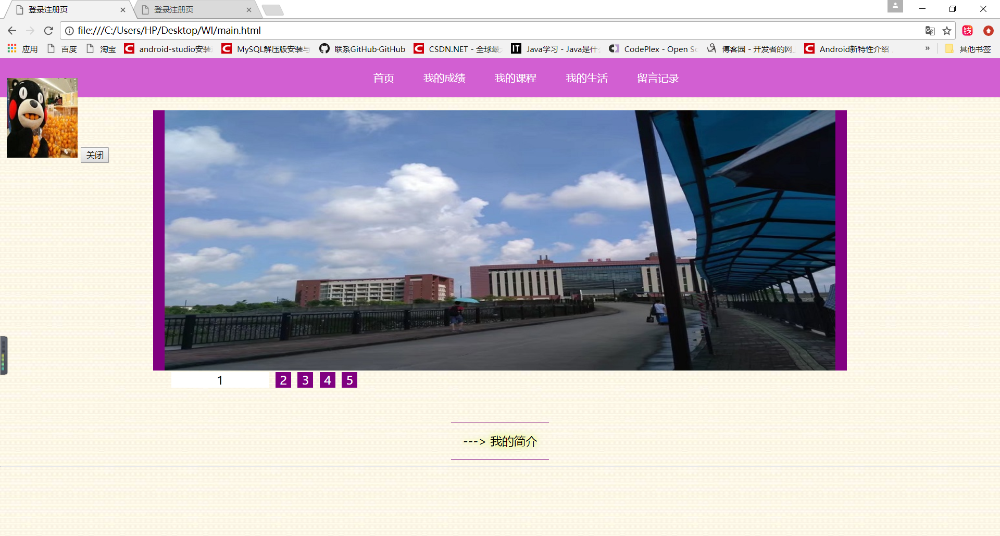 登录注册页
登录注册页
file:///C:/Users/HP/Desktop/WI/main.html
应用 百度 淘宝 android-studio安装 MySQL解压版安装与 联系GitHub·GitHub CSDN.NET - 全球最 Java学习 - Java是什 CodePlex - Open So 博客园 - 开发者的网 Android新特性介绍 » 其他书签
首页 我的成绩 我的课程 我的生活 留言记录
关闭
1 2 3 4 5
---> 我的简介